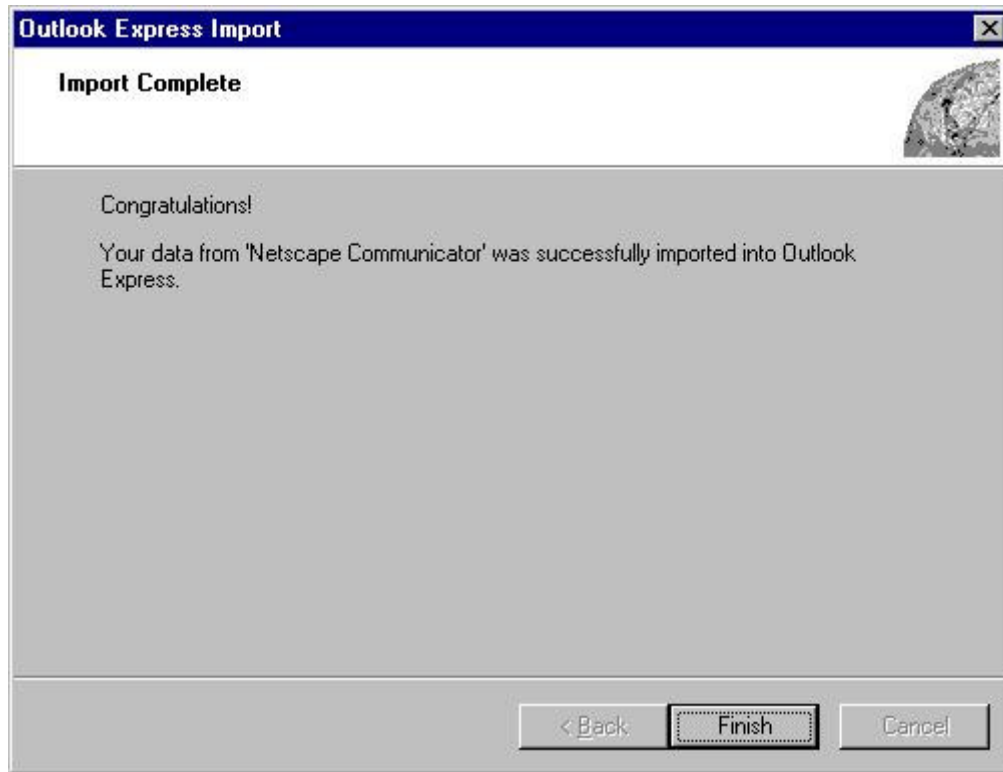 Outlook Express Import
Import Complete
Congratulations!
Your data from 'Netscape Communicator' was successfully imported into Outlook
Express.
< Back
Finish
Cancel